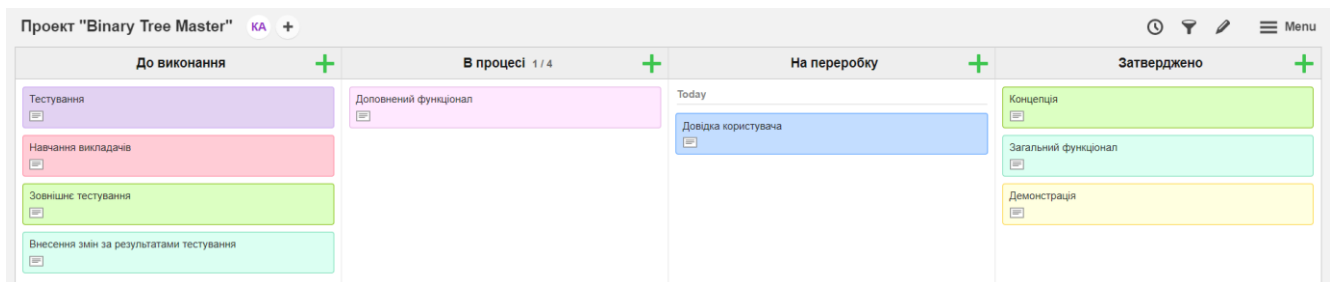 Проект "Binary Tree Master" KA +
Menu
До виконання
В процесі 1 / 4
На переробку
Затверджено
Тестування
Навчання викладачів
Зовнішнє тестування
Внесення змін за результатами тестування
Доповнений функціонал
Today
Довідка користувача
Концепція
Загальний функціонал
Демонстрація